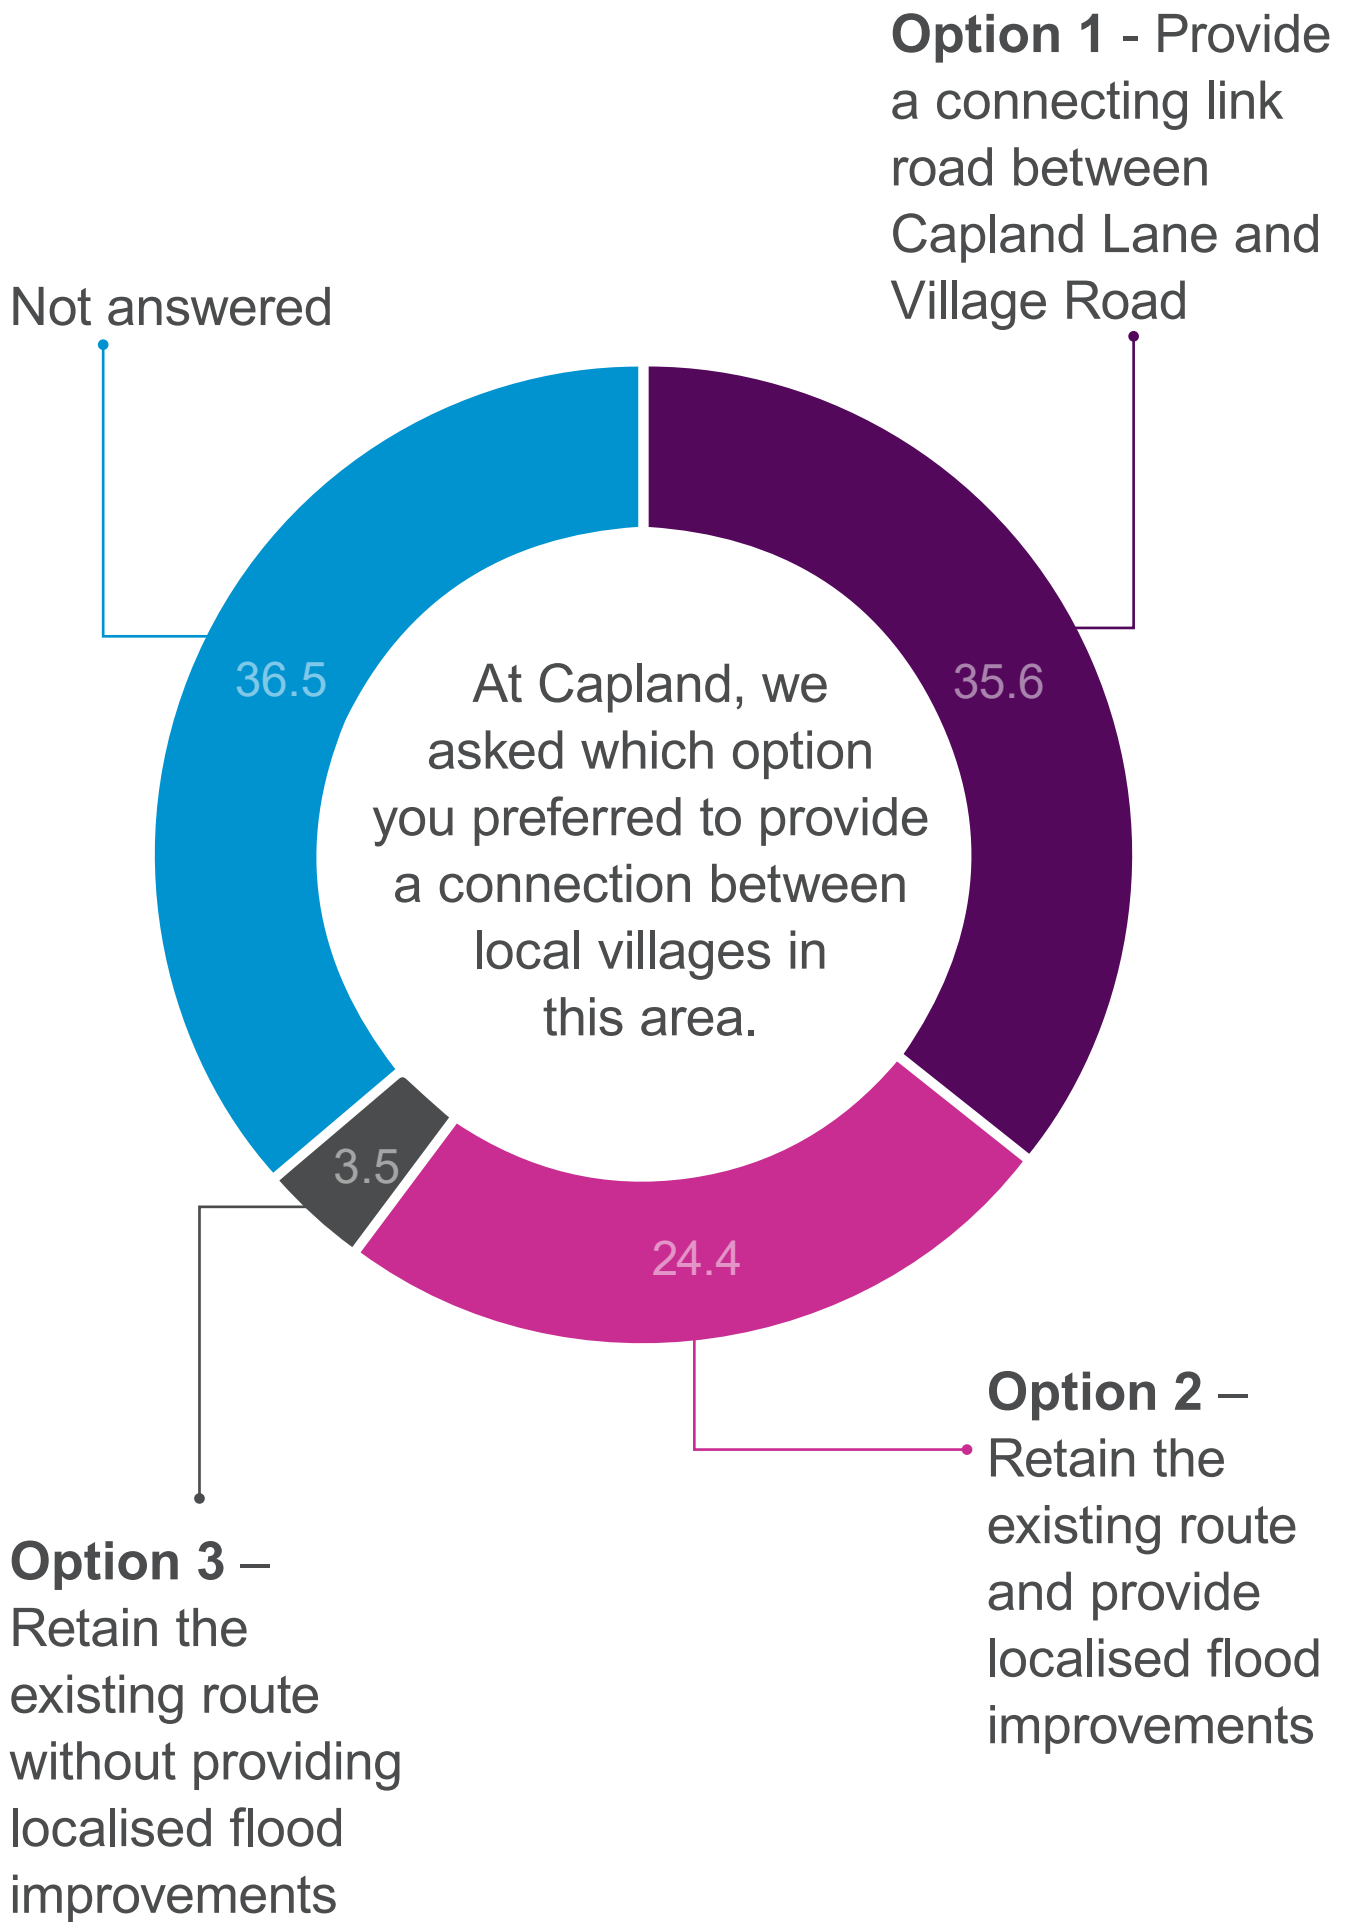 Option 1 - Provide
a connecting link
road between
Capland Lane and
Village Road
Not answered
36.5
35.6
At Capland, we
asked which option
you preferred to provide
a connection between
local villages in
this area.
3.5
24.4
Option 2 –
Retain the
existing route
and provide
localised flood
improvements
Option 3 –
Retain the
existing route
without providing
localised flood
improvements